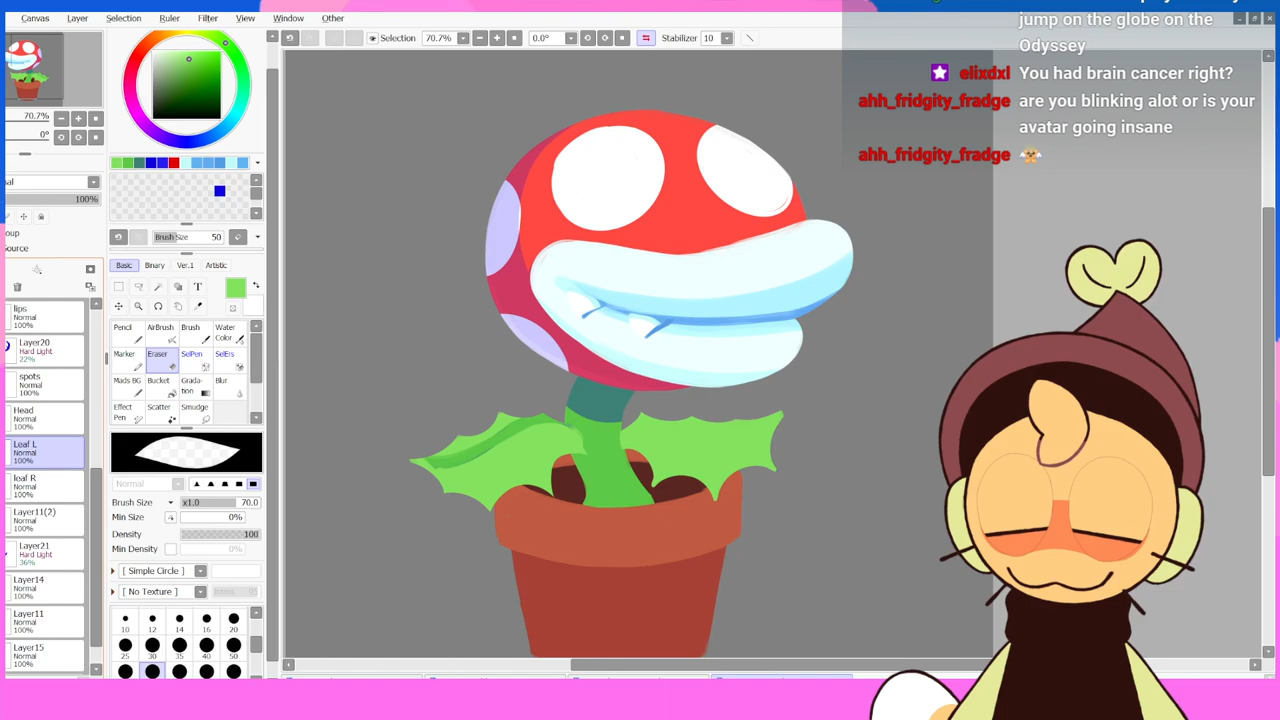 jump on the globe on the
Odyssey
elixdxl You had brain cancer right?
ahh_fridgity_fradge are you blinking alot or is your
avatar going insane
ahh_fridgity_fradge
Canvas Layer Selection Ruler Filter View Window Other
Selection 70.7% 0.0° Stabilizer 10
70.7%
0°
100%
Brush Size 50
Basic Binary Ver.1 Artistic
T
Pencil AirBrush Brush Water Color
Marker Eraser SelPen SelErs
Mads BG Bucket Grada-tion Blur
Effect Pen Scatter Smudge
Normal
Brush Size x1.0 70.0
Min Size 0%
Density 100
Min Density 0%
[ Simple Circle ]
[ No Texture ]
10 12 14 16 20
25 30 35 40 50
oup
Source
lips
Normal
100%
Layer20
Hard Light
22%
spots
Normal
100%
Head
Normal
100%
Leaf L
Normal
100%
leaf R
Normal
100%
Layer11(2)
Normal
100%
Layer21
Hard Light
36%
Layer14
Normal
100%
Layer11
Normal
100%
Layer15
Normal
100%